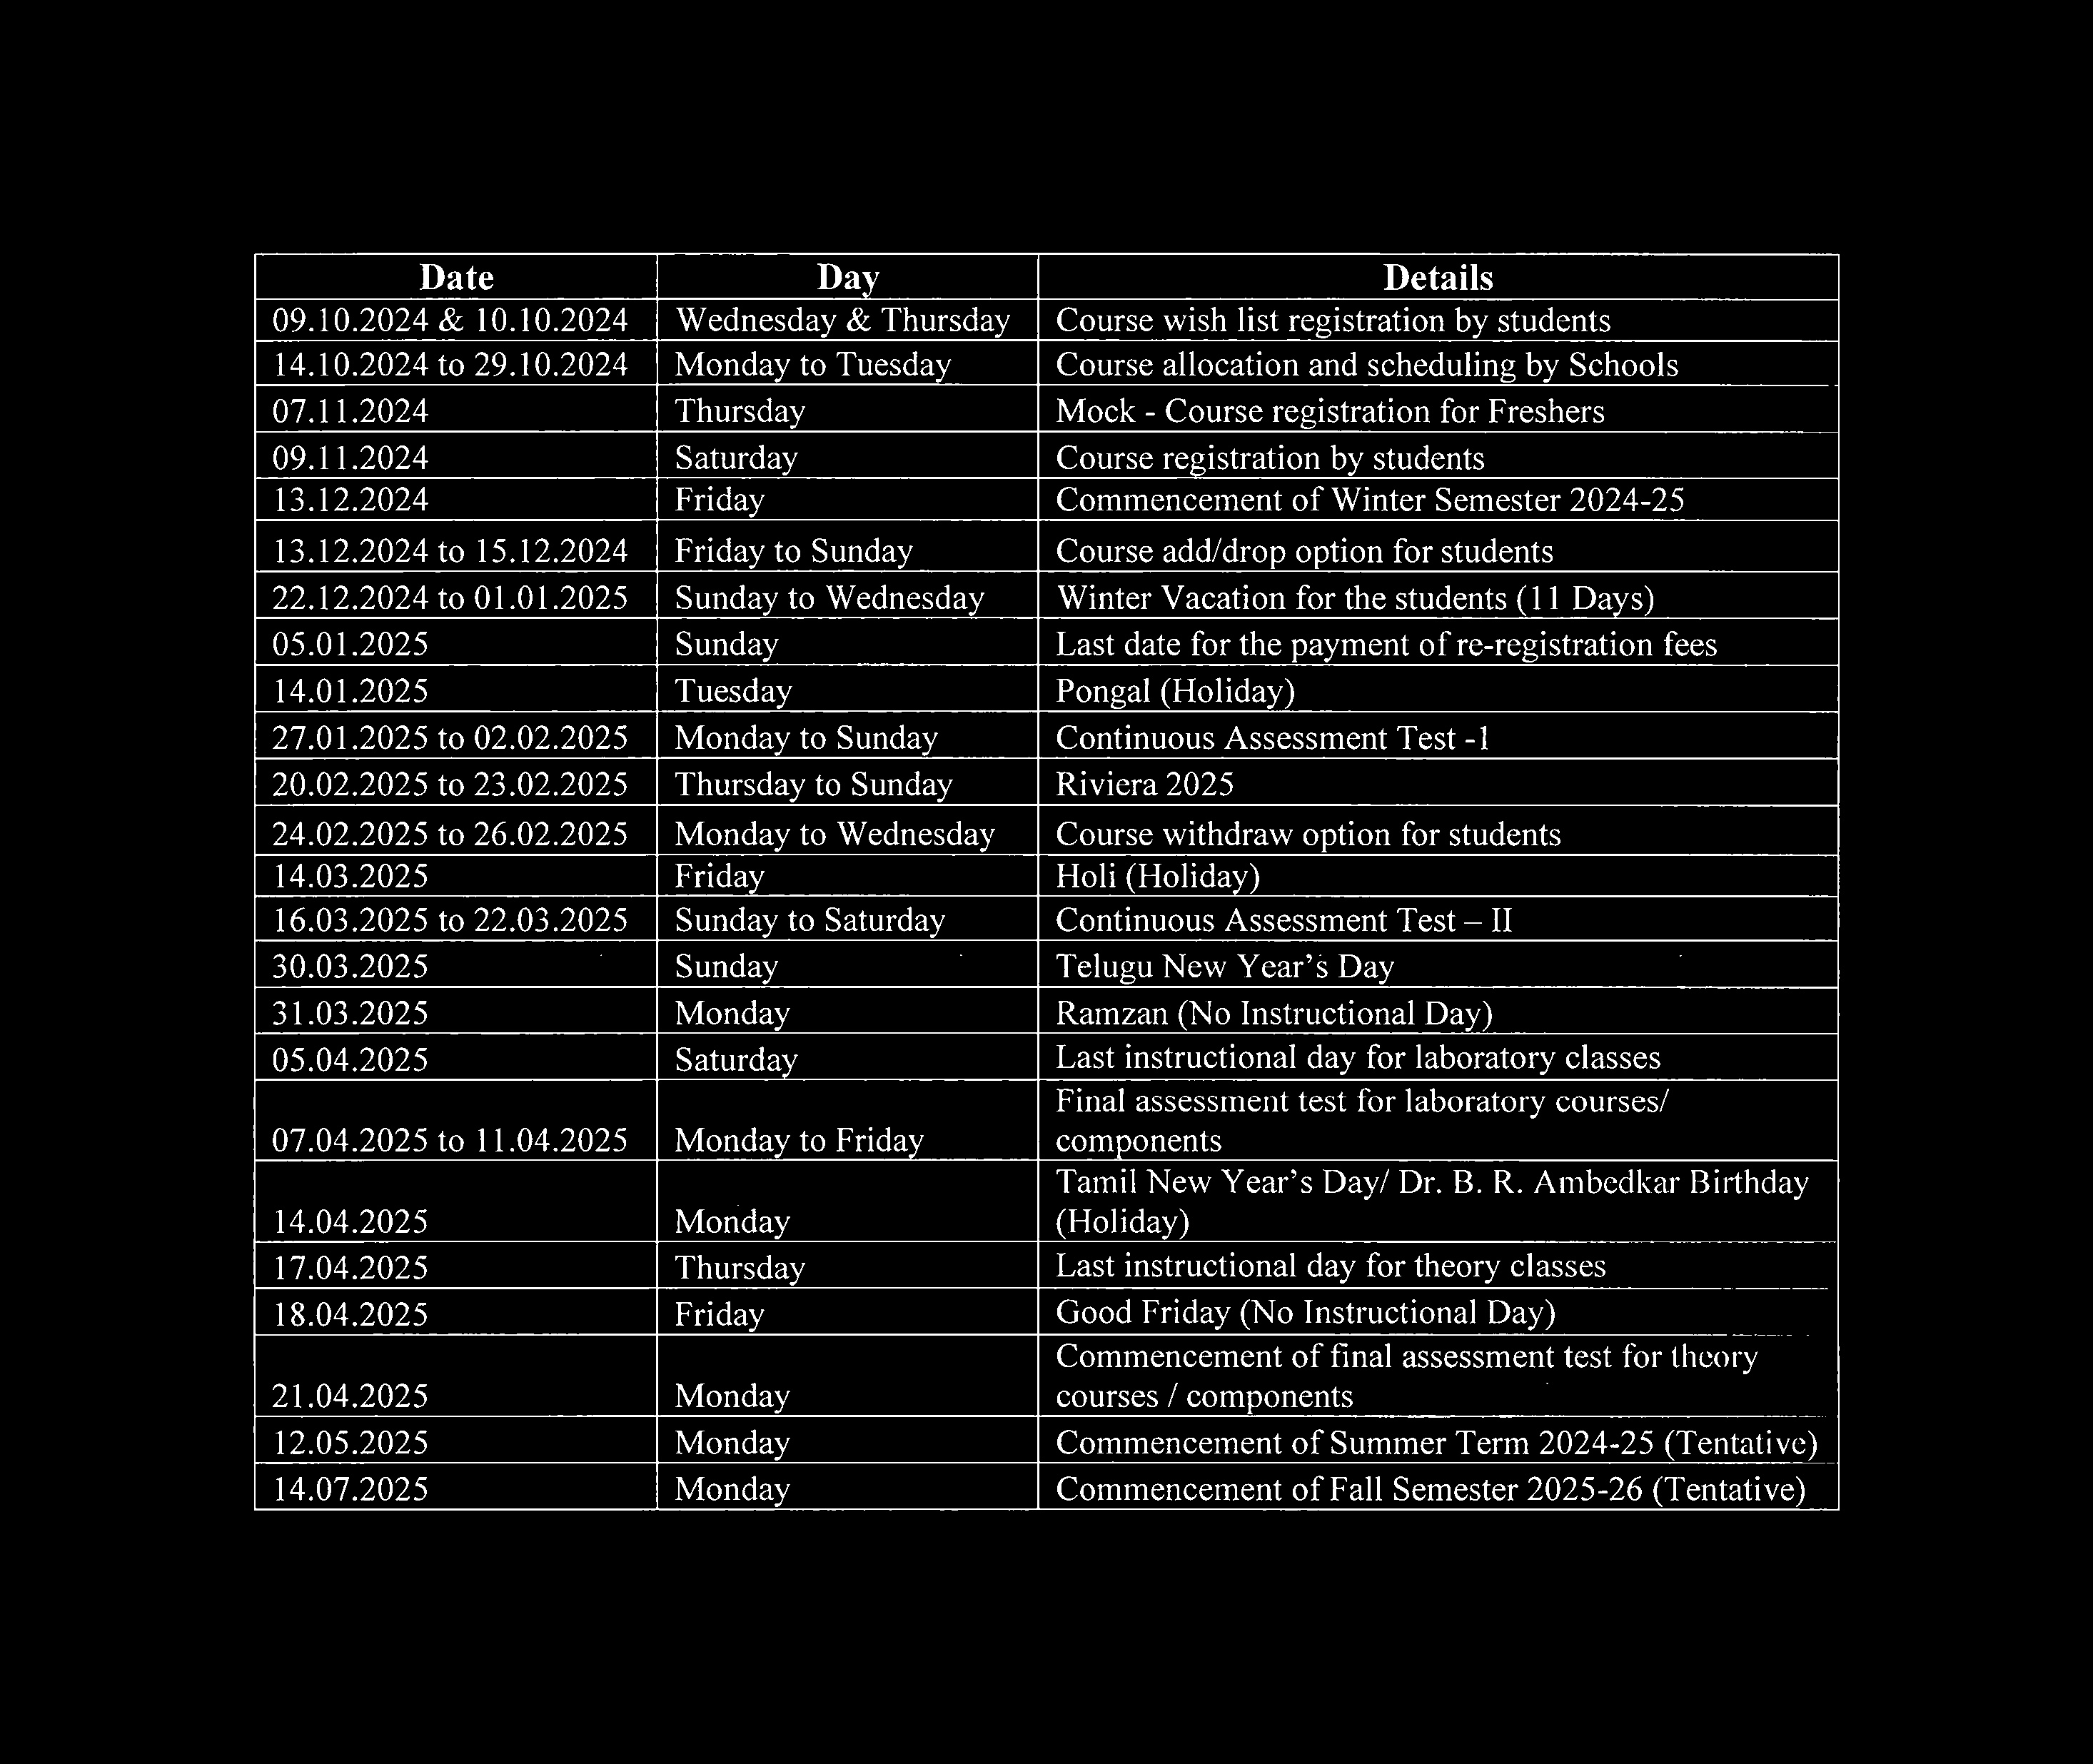 Date Day Details
09.10.2024 & 10.10.2024 Wednesday & Thursday Course wish list registration by students
14.10.2024 to 29.10.2024 Monday to Tuesday Course allocation and scheduling by Schools
07.11.2024 Thursday Mock - Course registration for Freshers
09.11.2024 Saturday Course registration by students
13.12.2024 Friday Commencement of Winter Semester 2024-25
13.12.2024 to 15.12.2024 Friday to Sunday Course add/drop option for students
22.12.2024 to 01.01.2025 Sunday to Wednesday Winter Vacation for the students (11 Days)
05.01.2025 Sunday Last date for the payment of re-registration fees
14.01.2025 Tuesday Pongal (Holiday)
27.01.2025 to 02.02.2025 Monday to Sunday Continuous Assessment Test -1
20.02.2025 to 23.02.2025 Thursday to Sunday Riviera 2025
24.02.2025 to 26.02.2025 Monday to Wednesday Course withdraw option for students
14.03.2025 Friday Holi (Holiday)
16.03.2025 to 22.03.2025 Sunday to Saturday Continuous Assessment Test – II
30.03.2025 Sunday Telugu New Year's Day
31.03.2025 Monday Ramzan (No Instructional Day)
05.04.2025 Saturday Last instructional day for laboratory classes
Final assessment test for laboratory courses/
07.04.2025 to 11.04.2025 Monday to Friday components
Tamil New Year's Day/ Dr. B. R. Ambedkar Birthday
14.04.2025 Monday (Holiday)
17.04.2025 Thursday Last instructional day for theory classes
18.04.2025 Friday Good Friday (No Instructional Day)
Commencement of final assessment test for theory
21.04.2025 Monday courses / components
12.05.2025 Monday Commencement of Summer Term 2024-25 (Tentative)
14.07.2025 Monday Commencement of Fall Semester 2025-26 (Tentative)